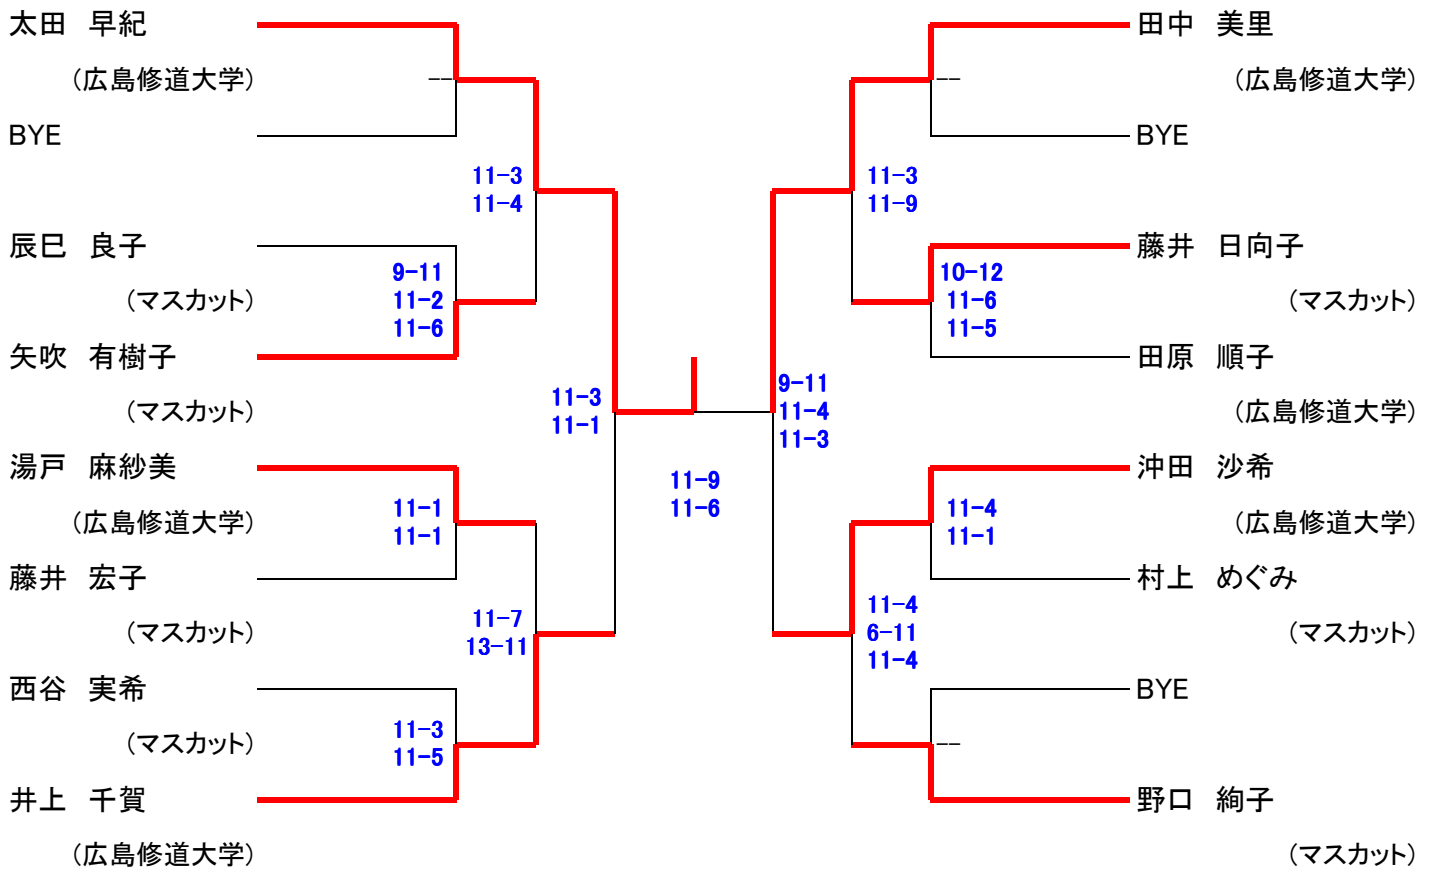 太田 早紀
(広島修道大学)
--
BYE
11-3
11-4
辰巳 良子
(マスカット)
9-11
11-2
11-6
矢吹 有樹子
(マスカット)
11-3
11-1
湯戸 麻紗美
(広島修道大学)
11-1
11-1
藤井 宏子
(マスカット)
11-7
13-11
西谷 実希
(マスカット)
11-3
11-5
井上 千賀
(広島修道大学)
11-9
11-6
田中 美里
(広島修道大学)
--
BYE
11-3
11-9
藤井 日向子
(マスカット)
10-12
11-6
11-5
田原 順子
(広島修道大学)
9-11
11-4
11-3
沖田 沙希
(広島修道大学)
11-4
11-1
村上 めぐみ
(マスカット)
11-4
6-11
11-4
BYE
--
野口 絢子
(マスカット)